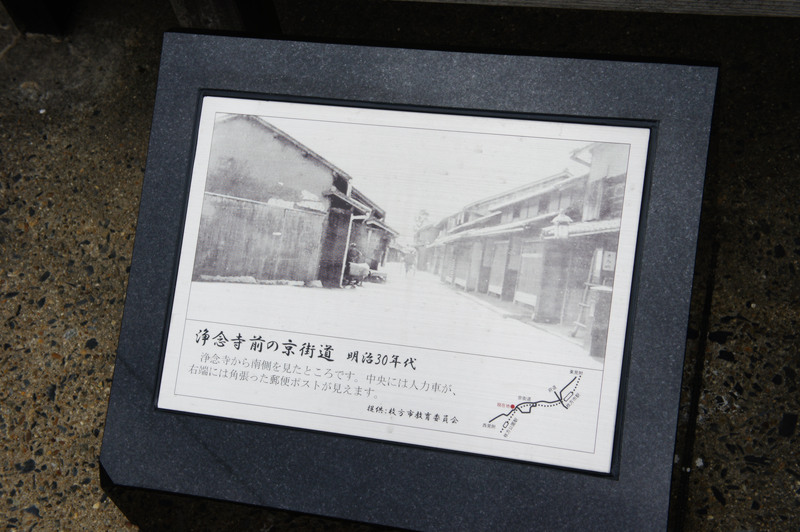 浄念寺前の京街道 明治30年代
浄念寺から南側を見たところです。中央には人力車が、
右端には角張った郵便ポストが見えます。
提供:枚方市教育委員会